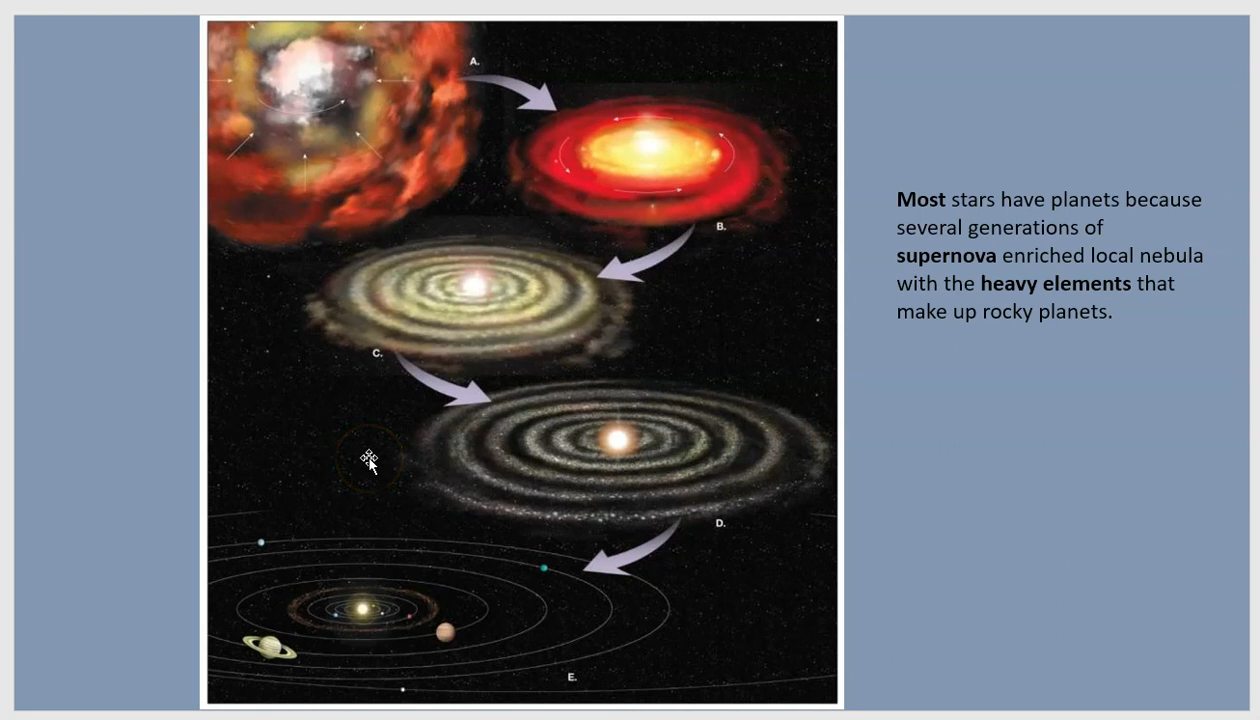 A.
B.
C.
D.
E.
Most stars have planets because
several generations of
supernova enriched local nebula
with the heavy elements that
make up rocky planets.